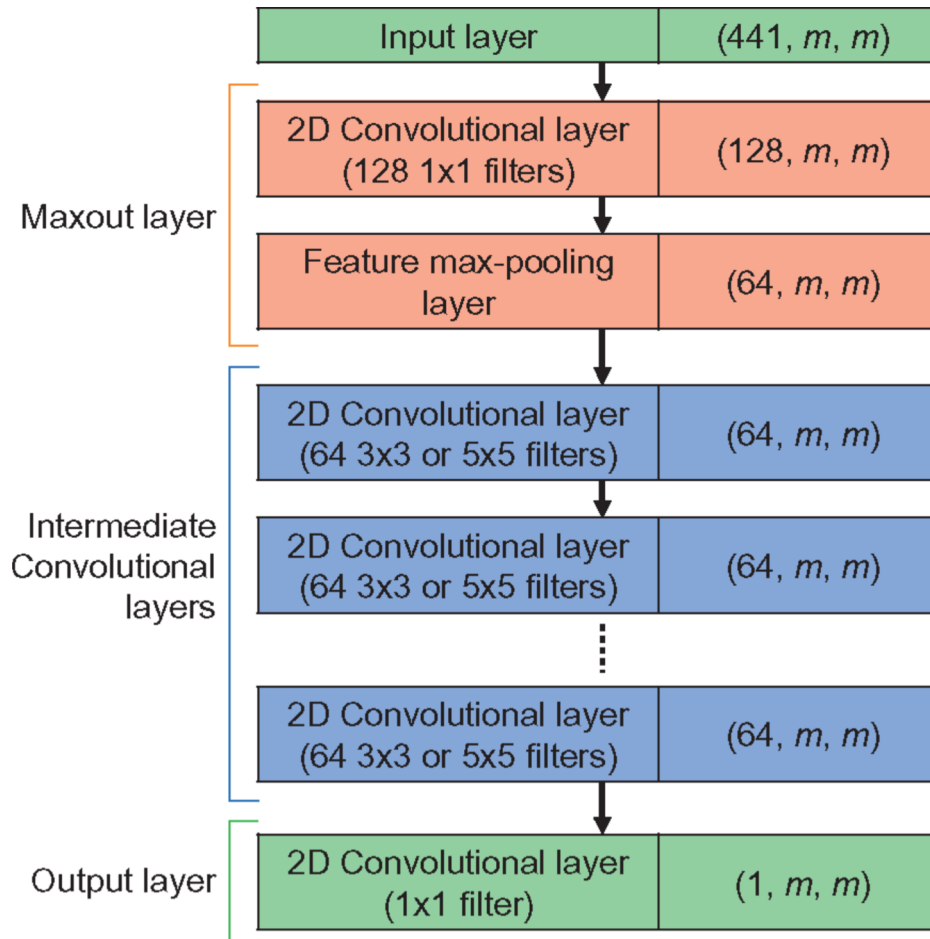 Input layer
(441, m, m)
Maxout layer
2D Convolutional layer
(128 1x1 filters)
(128, m, m)
Feature max-pooling
layer
(64, m, m)
Intermediate
Convolutional
layers
2D Convolutional layer
(64 3x3 or 5x5 filters)
(64, m, m)
2D Convolutional layer
(64 3x3 or 5x5 filters)
(64, m, m)
2D Convolutional layer
(64 3x3 or 5x5 filters)
(64, m, m)
Output layer
2D Convolutional layer
(1x1 filter)
(1, m, m)